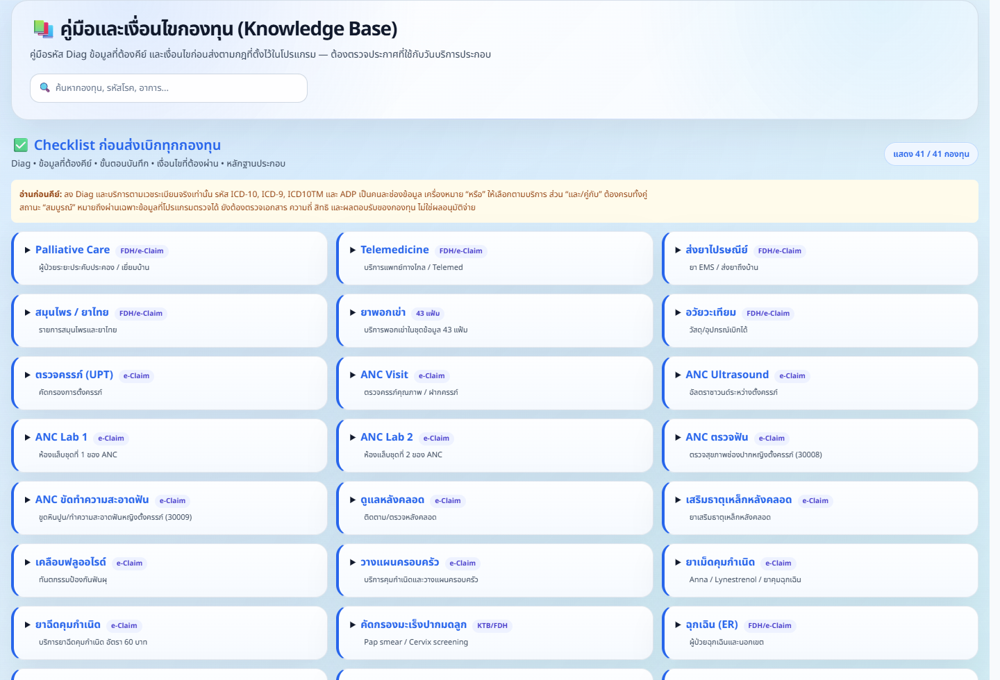 คู่มือและเงื่อนไขกองทุน (Knowledge Base)
คู่มือรหัส Diag ข้อมูลที่ต้องคีย์ และเงื่อนไขก่อนส่งตามกฎที่ตั้งไว้ในโปรแกรม — ต้องตรวจประกาศที่ใช้กับวันบริการประกอบ
ค้นหากองทุน, รหัสโรค, อาการ...
Checklist ก่อนส่งเบิกทุกกองทุน
Diag • ข้อมูลที่ต้องคีย์ • ขั้นตอนบันทึก • เงื่อนไขที่ต้องผ่าน • หลักฐานประกอบ
แสดง 41 / 41 กองทุน
อ่านก่อนคีย์: ลง Diag และบริการตามเวชระเบียนจริงเท่านั้น รหัส ICD-10, ICD-9, ICD10TM และ ADP เป็นคนละช่องข้อมูล เครื่องหมาย “หรือ” ให้เลือกตามบริการ ส่วน “และ/คู่กับ” ต้องครบทั้งคู่
สถานะ “สมบูรณ์” หมายถึงผ่านเฉพาะข้อมูลที่โปรแกรมตรวจได้ ยังต้องตรวจเอกสาร ความถี่ สิทธิ และผลตอบรับของกองทุน ไม่ใช่ผลอนุมัติจ่าย
Palliative Care FDH/e-Claim
ผู้ป่วยระยะประคับประคอง / เยี่ยมบ้าน
Telemedicine FDH/e-Claim
บริการแพทย์ทางไกล / Telemed
ส่งยาไปรษณีย์ FDH/e-Claim
ยา EMS / ส่งยาถึงบ้าน
สมุนไพร / ยาไทย FDH/e-Claim
รายการสมุนไพรและยาไทย
ยาพอกเข่า 43 แฟ้ม
บริการพอกเข่าในชุดข้อมูล 43 แฟ้ม
อวัยวะเทียม FDH/e-Claim
วัสดุ/อุปกรณ์เบิกได้
ตรวจครรภ์ (UPT) e-Claim
คัดกรองการตั้งครรภ์
ANC Visit e-Claim
ตรวจครรภ์คุณภาพ / ฝากครรภ์
ANC Ultrasound e-Claim
อัลตราซาวนด์ระหว่างตั้งครรภ์
ANC Lab 1 e-Claim
ห้องแล็บชุดที่ 1 ของ ANC
ANC Lab 2 e-Claim
ห้องแล็บชุดที่ 2 ของ ANC
ANC ตรวจฟัน e-Claim
ตรวจสุขภาพช่องปากหญิงตั้งครรภ์ (30008)
ANC ขัดทำความสะอาดฟัน e-Claim
ขูดหินปูน/ทำความสะอาดฟันหญิงตั้งครรภ์ (30009)
ดูแลหลังคลอด e-Claim
ติดตาม/ตรวจหลังคลอด
เสริมธาตุเหล็กหลังคลอด e-Claim
ยาเสริมธาตุเหล็กหลังคลอด
เคลือบฟลูออไรด์ e-Claim
ทันตกรรมป้องกันฟันผุ
วางแผนครอบครัว e-Claim
บริการคุมกำเนิดและวางแผนครอบครัว
ยาเม็ดคุมกำเนิด e-Claim
Anna / Lynestrenol / ยาคุมฉุกเฉิน
ยาฉีดคุมกำเนิด e-Claim
บริการยาฉีดคุมกำเนิด อัตรา 60 บาท
คัดกรองมะเร็งปากมดลูก KTB/FDH
Pap smear / Cervix screening
ฉุกเฉิน (ER) FDH/e-Claim
ผู้ป่วยฉุกเฉินและนอกเขต